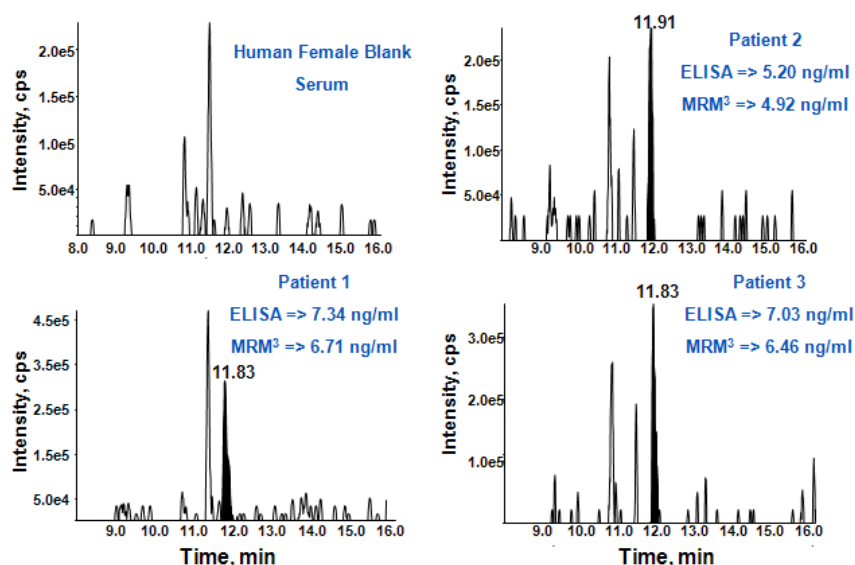 Human Female Blank
Serum
Intensity, cps
2.0e5
1.5e5
1.0e5
5.0e4
8.0 9.0 10.0 11.0 12.0 13.0 14.0 15.0 16.0
11.91
Patient 2
ELISA => 5.20 ng/ml
MRM³ => 4.92 ng/ml
Intensity, cps
2.0e5
1.5e5
1.0e5
5.0e4
9.0 10.0 11.0 12.0 13.0 14.0 15.0 16.0
Patient 1
ELISA => 7.34 ng/ml
MRM³ => 6.71 ng/ml
11.83
Intensity, cps
4.5e5
3.5e5
2.5e5
1.5e5
5.0e4
9.0 10.0 11.0 12.0 13.0 14.0 15.0 16.0
Time, min
Patient 3
11.83
ELISA => 7.03 ng/ml
MRM³ => 6.46 ng/ml
Intensity, cps
3.0e5
2.0e5
1.0e5
9.0 10.0 11.0 12.0 13.0 14.0 15.0 16.0
Time, min